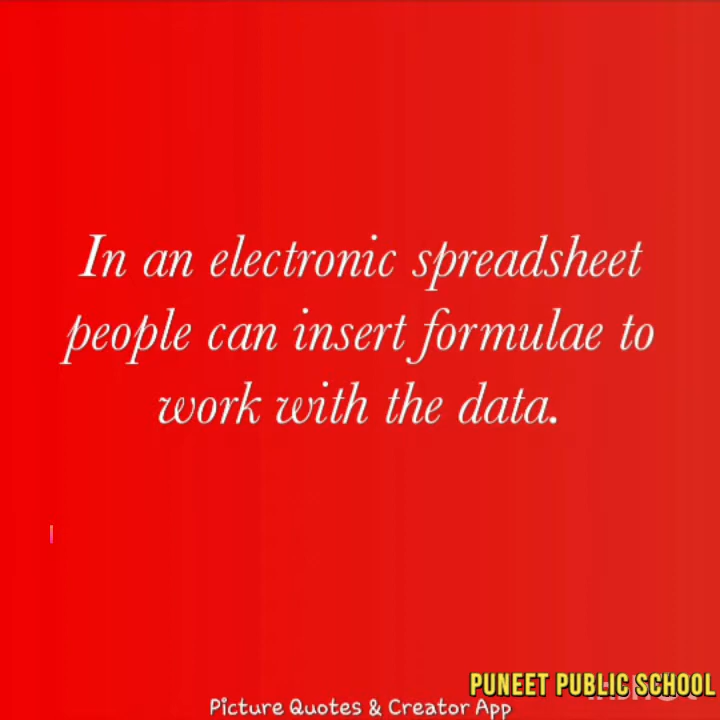 In an electronic spreadsheet
people can insert formulae to
work with the data.
PUNEET PUBLIC SCHOOL
Picture Quotes & Creator App